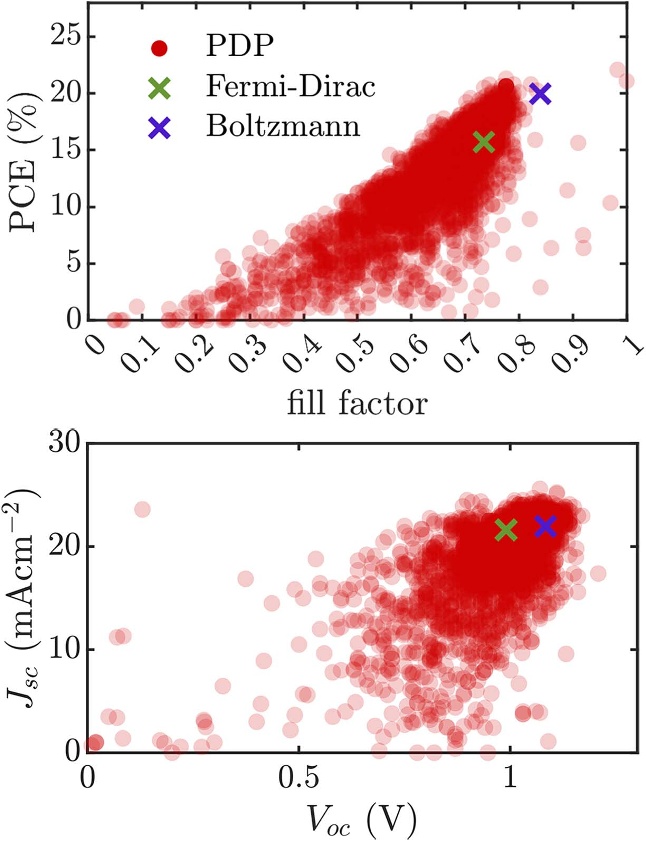 PCE (%)
25
20
15
10
5
0
PDP
Fermi-Dirac
Boltzmann
0 0.1 0.2 0.3 0.4 0.5 0.6 0.7 0.8 0.9 1
fill factor
J_sc (mAcm⁻²)
30
20
10
0
0 0.5 1
V_oc (V)